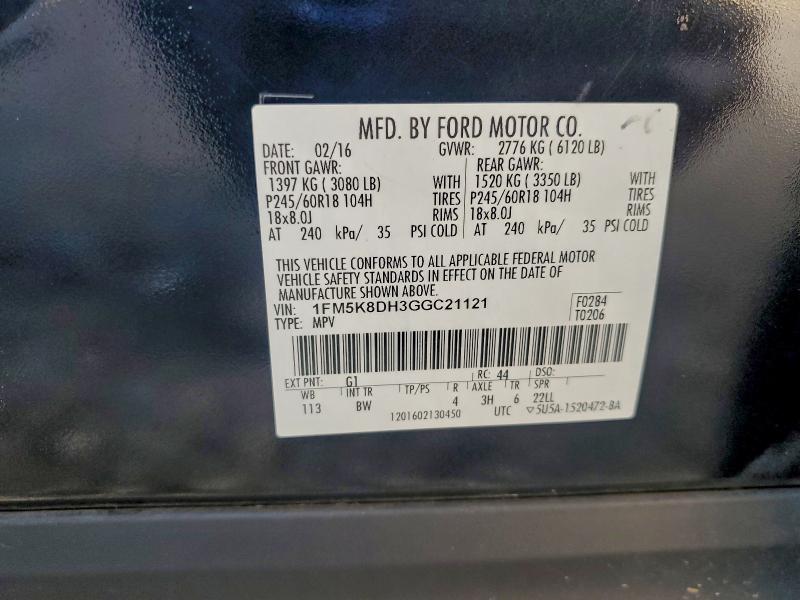 MFD. BY FORD MOTOR CO.
DATE: 02/16 GVWR: 2776 KG ( 6120 LB)
FRONT GAWR: REAR GAWR:
1397 KG ( 3080 LB) WITH 1520 KG ( 3350 LB) WITH
P245/60R18 104H TIRES P245/60R18 104H TIRES
18x8.0J RIMS 18x8.0J RIMS
AT 240 kPa/ 35 PSI COLD AT 240 kPa/ 35 PSI COLD
THIS VEHICLE CONFORMS TO ALL APPLICABLE FEDERAL MOTOR
VEHICLE SAFETY STANDARDS IN EFFECT ON THE DATE OF
MANUFACTURE SHOWN ABOVE.
VIN: 1FM5K8DH3GGC21121 F0284
TYPE: MPV T0206
EXT PNT: G1 RC: 44 DSO:
WB INT TR TP/PS R AXLE TR SPR
113 BW 4 3H 6 22LL
1201602130450 UTC ▽5U5A-1520472-BA